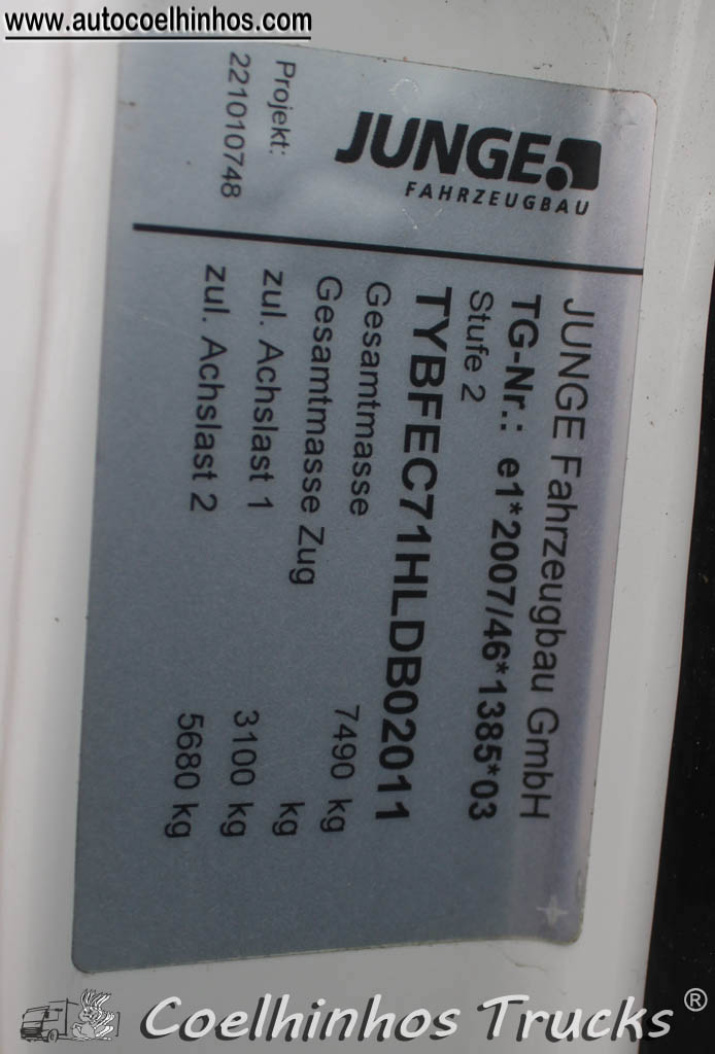 www.autocoelhinhos.com
JUNGE
FAHRZEUGBAU
Projekt:
221010748
JUNGE Fahrzeugbau GmbH
TG-Nr.: e1*2007/46*1385*03
Stufe 2
TYBFEC71HLDB02011
Gesamtmasse 7490 kg
Gesamtmasse Zug kg
zul. Achslast 1 3100 kg
zul. Achslast 2 5680 kg
Coelhinhos Trucks ®